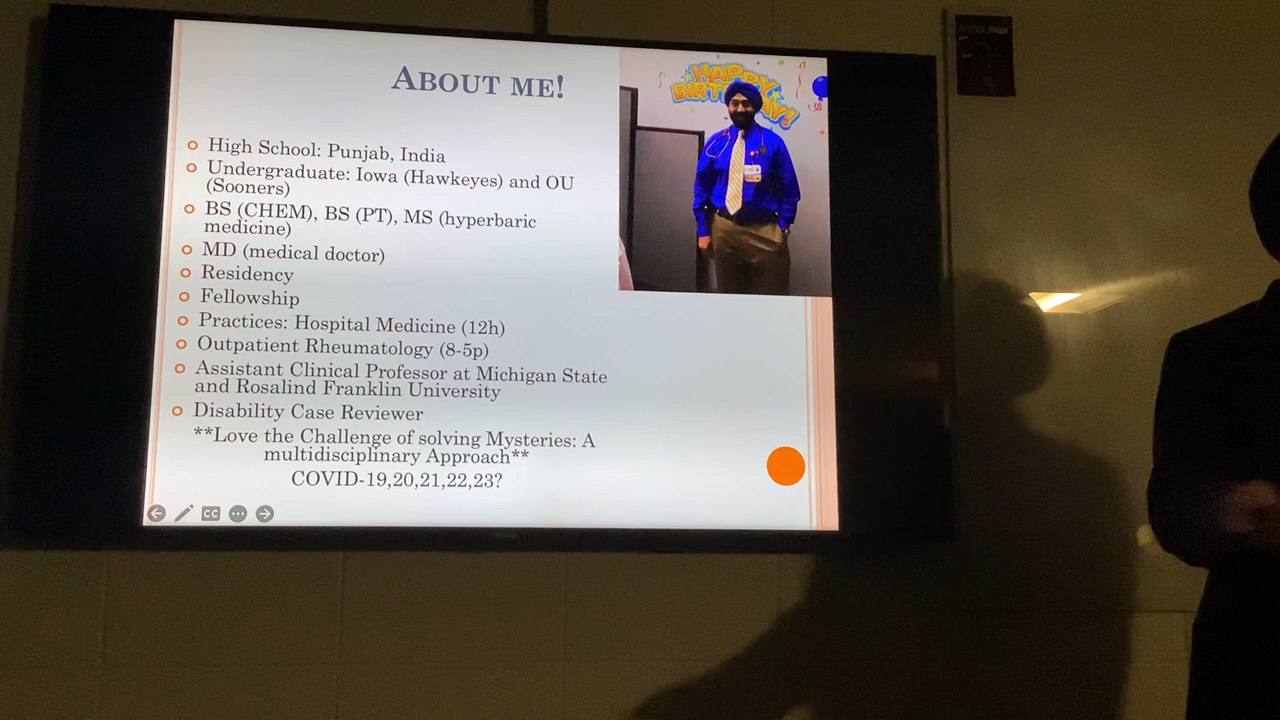 ABOUT ME!
HAPPY
BIRTHDAY!
High School: Punjab, India
Undergraduate: Iowa (Hawkeyes) and OU
(Sooners)
BS (CHEM), BS (PT), MS (hyperbaric
medicine)
MD (medical doctor)
Residency
Fellowship
Practices: Hospital Medicine (12h)
Outpatient Rheumatology (8-5p)
Assistant Clinical Professor at Michigan State
and Rosalind Franklin University
Disability Case Reviewer
**Love the Challenge of solving Mysteries: A
multidisciplinary Approach**
COVID-19,20,21,22,23?
CC